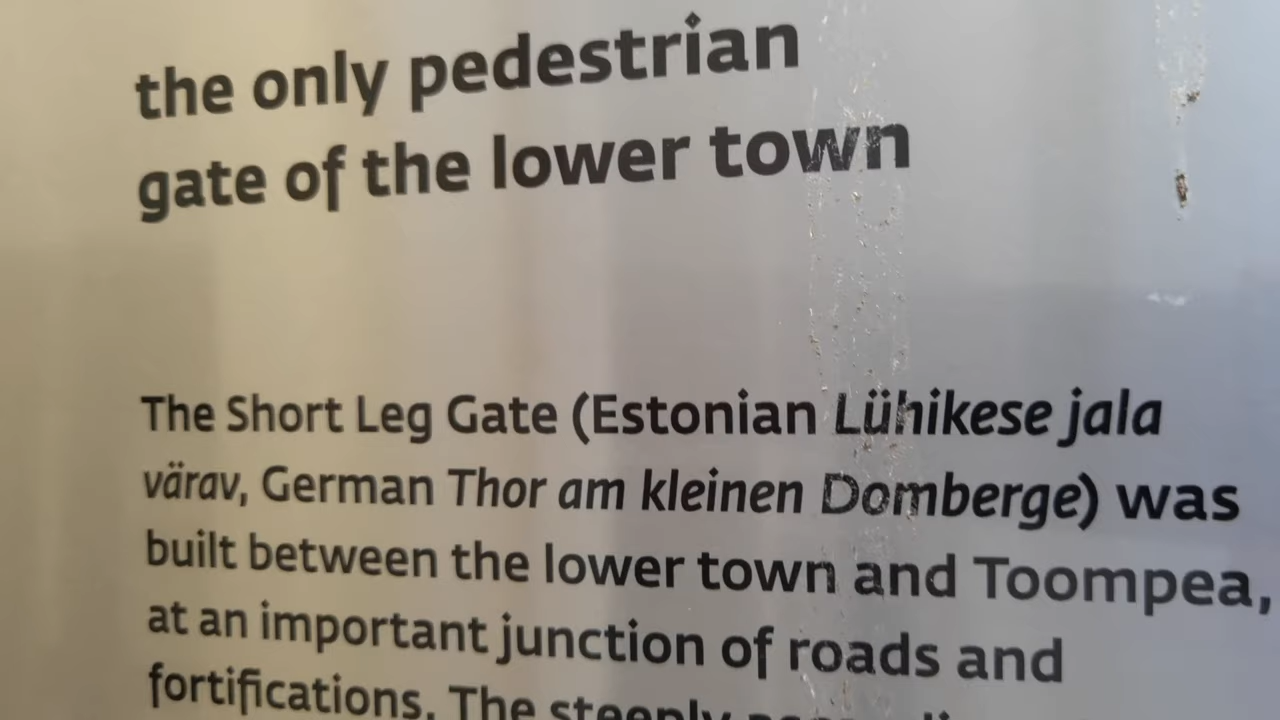 the only pedestrian
gate of the lower town
The Short Leg Gate (Estonian Lühikese jala
värav, German Thor am kleinen Domberge) was
built between the lower town and Toompea,
at an important junction of roads and
fortifications. The steeply